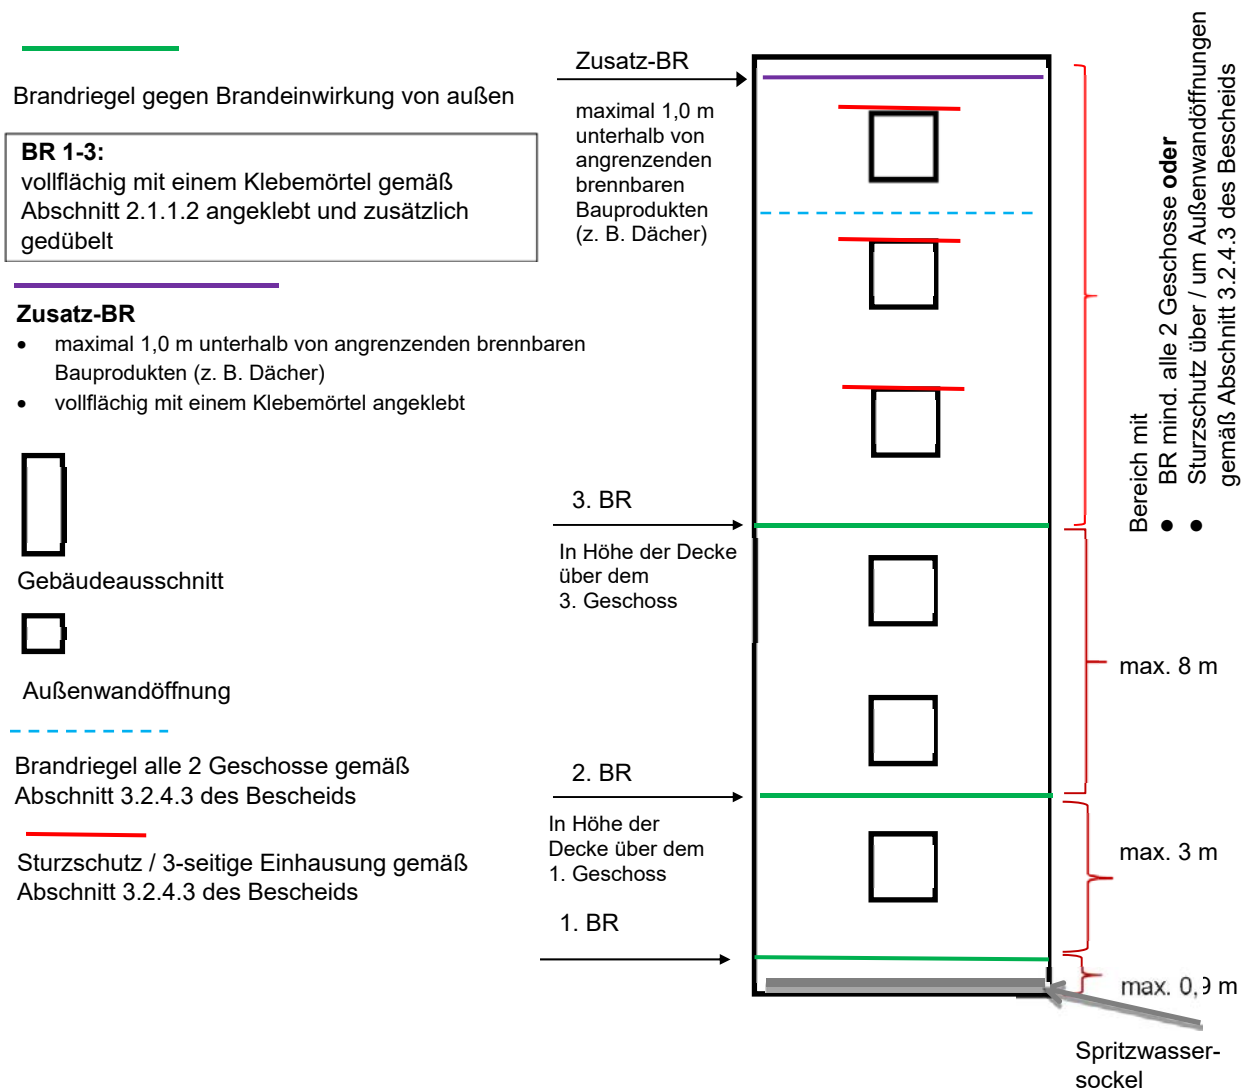 Brandriegel gegen Brandeinwirkung von außen
BR 1-3:
vollflächig mit einem Klebemörtel gemäß
Abschnitt 2.1.1.2 angeklebt und zusätzlich
gedübelt
Zusatz-BR
• maximal 1,0 m unterhalb von angrenzenden brennbaren
Bauprodukten (z. B. Dächer)
• vollflächig mit einem Klebemörtel angeklebt
Gebäudeausschnitt
Außenwandöffnung
Brandriegel alle 2 Geschosse gemäß
Abschnitt 3.2.4.3 des Bescheids
Sturzschutz / 3-seitige Einhausung gemäß
Abschnitt 3.2.4.3 des Bescheids
Zusatz-BR
maximal 1,0 m
unterhalb von
angrenzenden
brennbaren
Bauprodukten
(z. B. Dächer)
3. BR
In Höhe der Decke
über dem
3. Geschoss
2. BR
In Höhe der
Decke über dem
1. Geschoss
1. BR
Bereich mit
• BR mind. alle 2 Geschosse oder
• Sturzschutz über / um Außenwandöffnungen
gemäß Abschnitt 3.2.4.3 des Bescheids
max. 8 m
max. 3 m
max. 0,9 m
Spritzwasser-
sockel